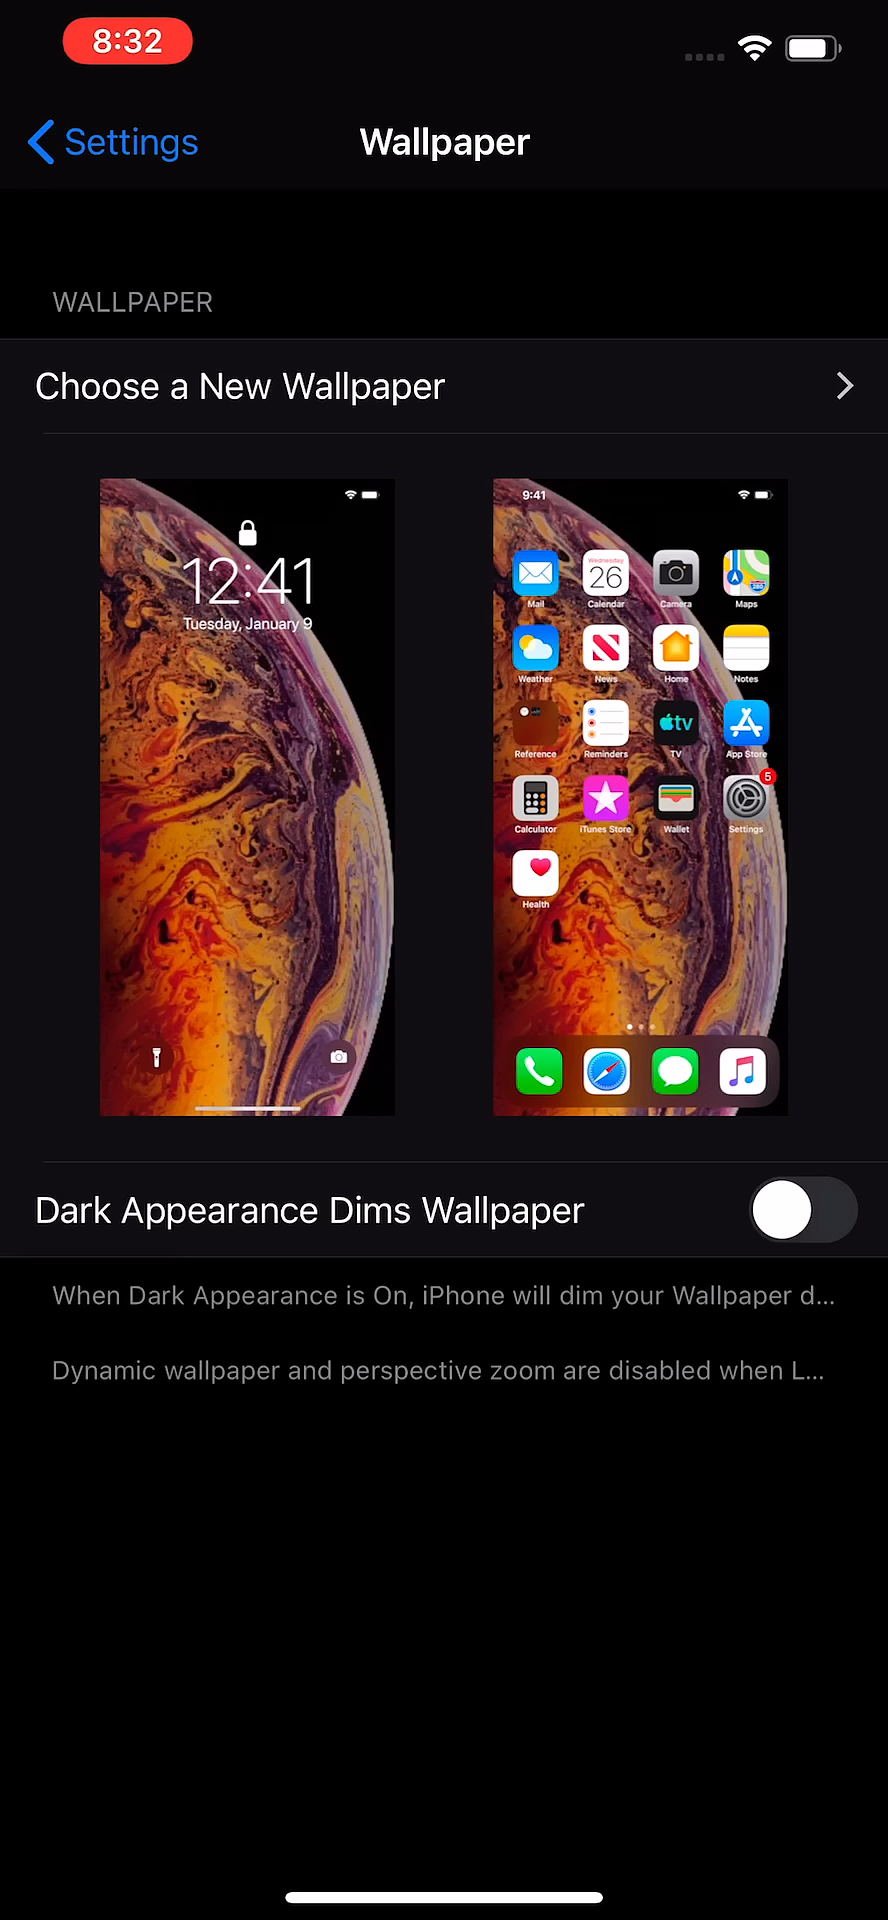 8:32
Settings
Wallpaper
WALLPAPER
Choose a New Wallpaper
12:41
Tuesday, January 9
9:41
Wednesday
26
Mail Calendar Camera Maps
Weather News Home Notes
tv
Reference Reminders TV App Store
5
Calculator iTunes Store Wallet Settings
Health
Dark Appearance Dims Wallpaper
When Dark Appearance is On, iPhone will dim your Wallpaper d...
Dynamic wallpaper and perspective zoom are disabled when L...